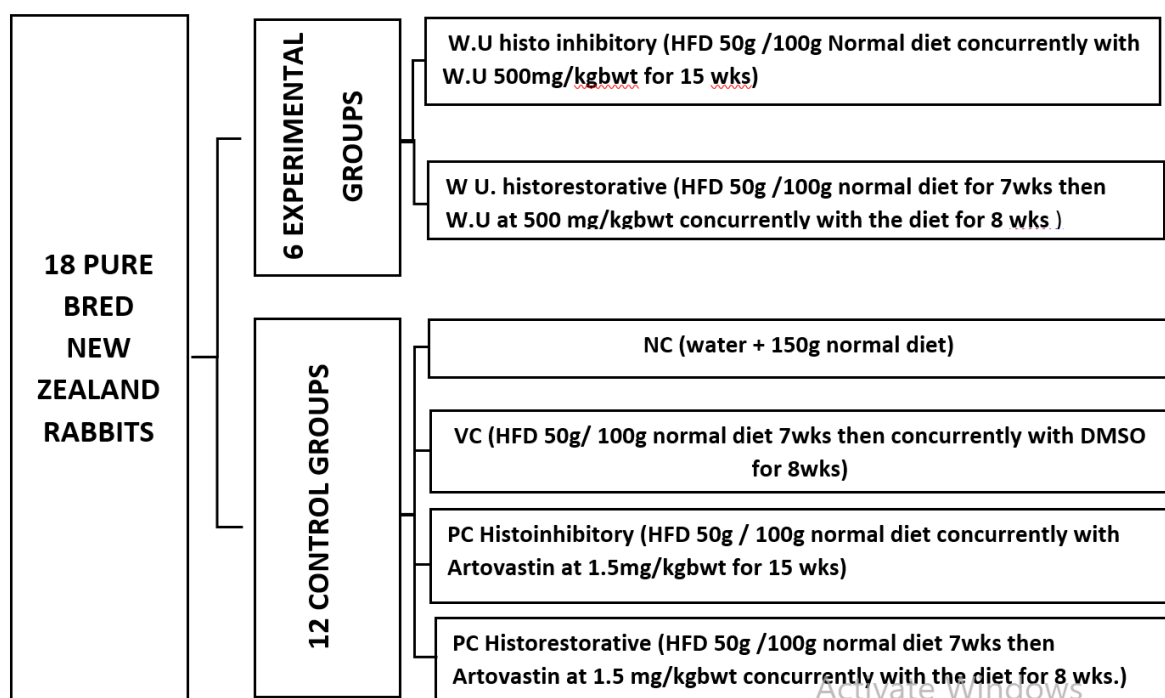 18 PURE
BRED
NEW
ZEALAND
RABBITS
6 EXPERIMENTAL
GROUPS
W.U histo inhibitory (HFD 50g /100g Normal diet concurrently with
W.U 500mg/kgbwt for 15 wks)
W U. historestorative (HFD 50g /100g normal diet for 7wks then
W.U at 500 mg/kgbwt concurrently with the diet for 8 wks )
12 CONTROL GROUPS
NC (water + 150g normal diet)
VC (HFD 50g/ 100g normal diet 7wks then concurrently with DMSO
for 8wks)
PC Histoinhibitory (HFD 50g / 100g normal diet concurrently with
Artovastin at 1.5mg/kgbwt for 15 wks)
PC Historestorative (HFD 50g /100g normal diet 7wks then
Artovastin at 1.5 mg/kgbwt concurrently with the diet for 8 wks.)
Activate Windows